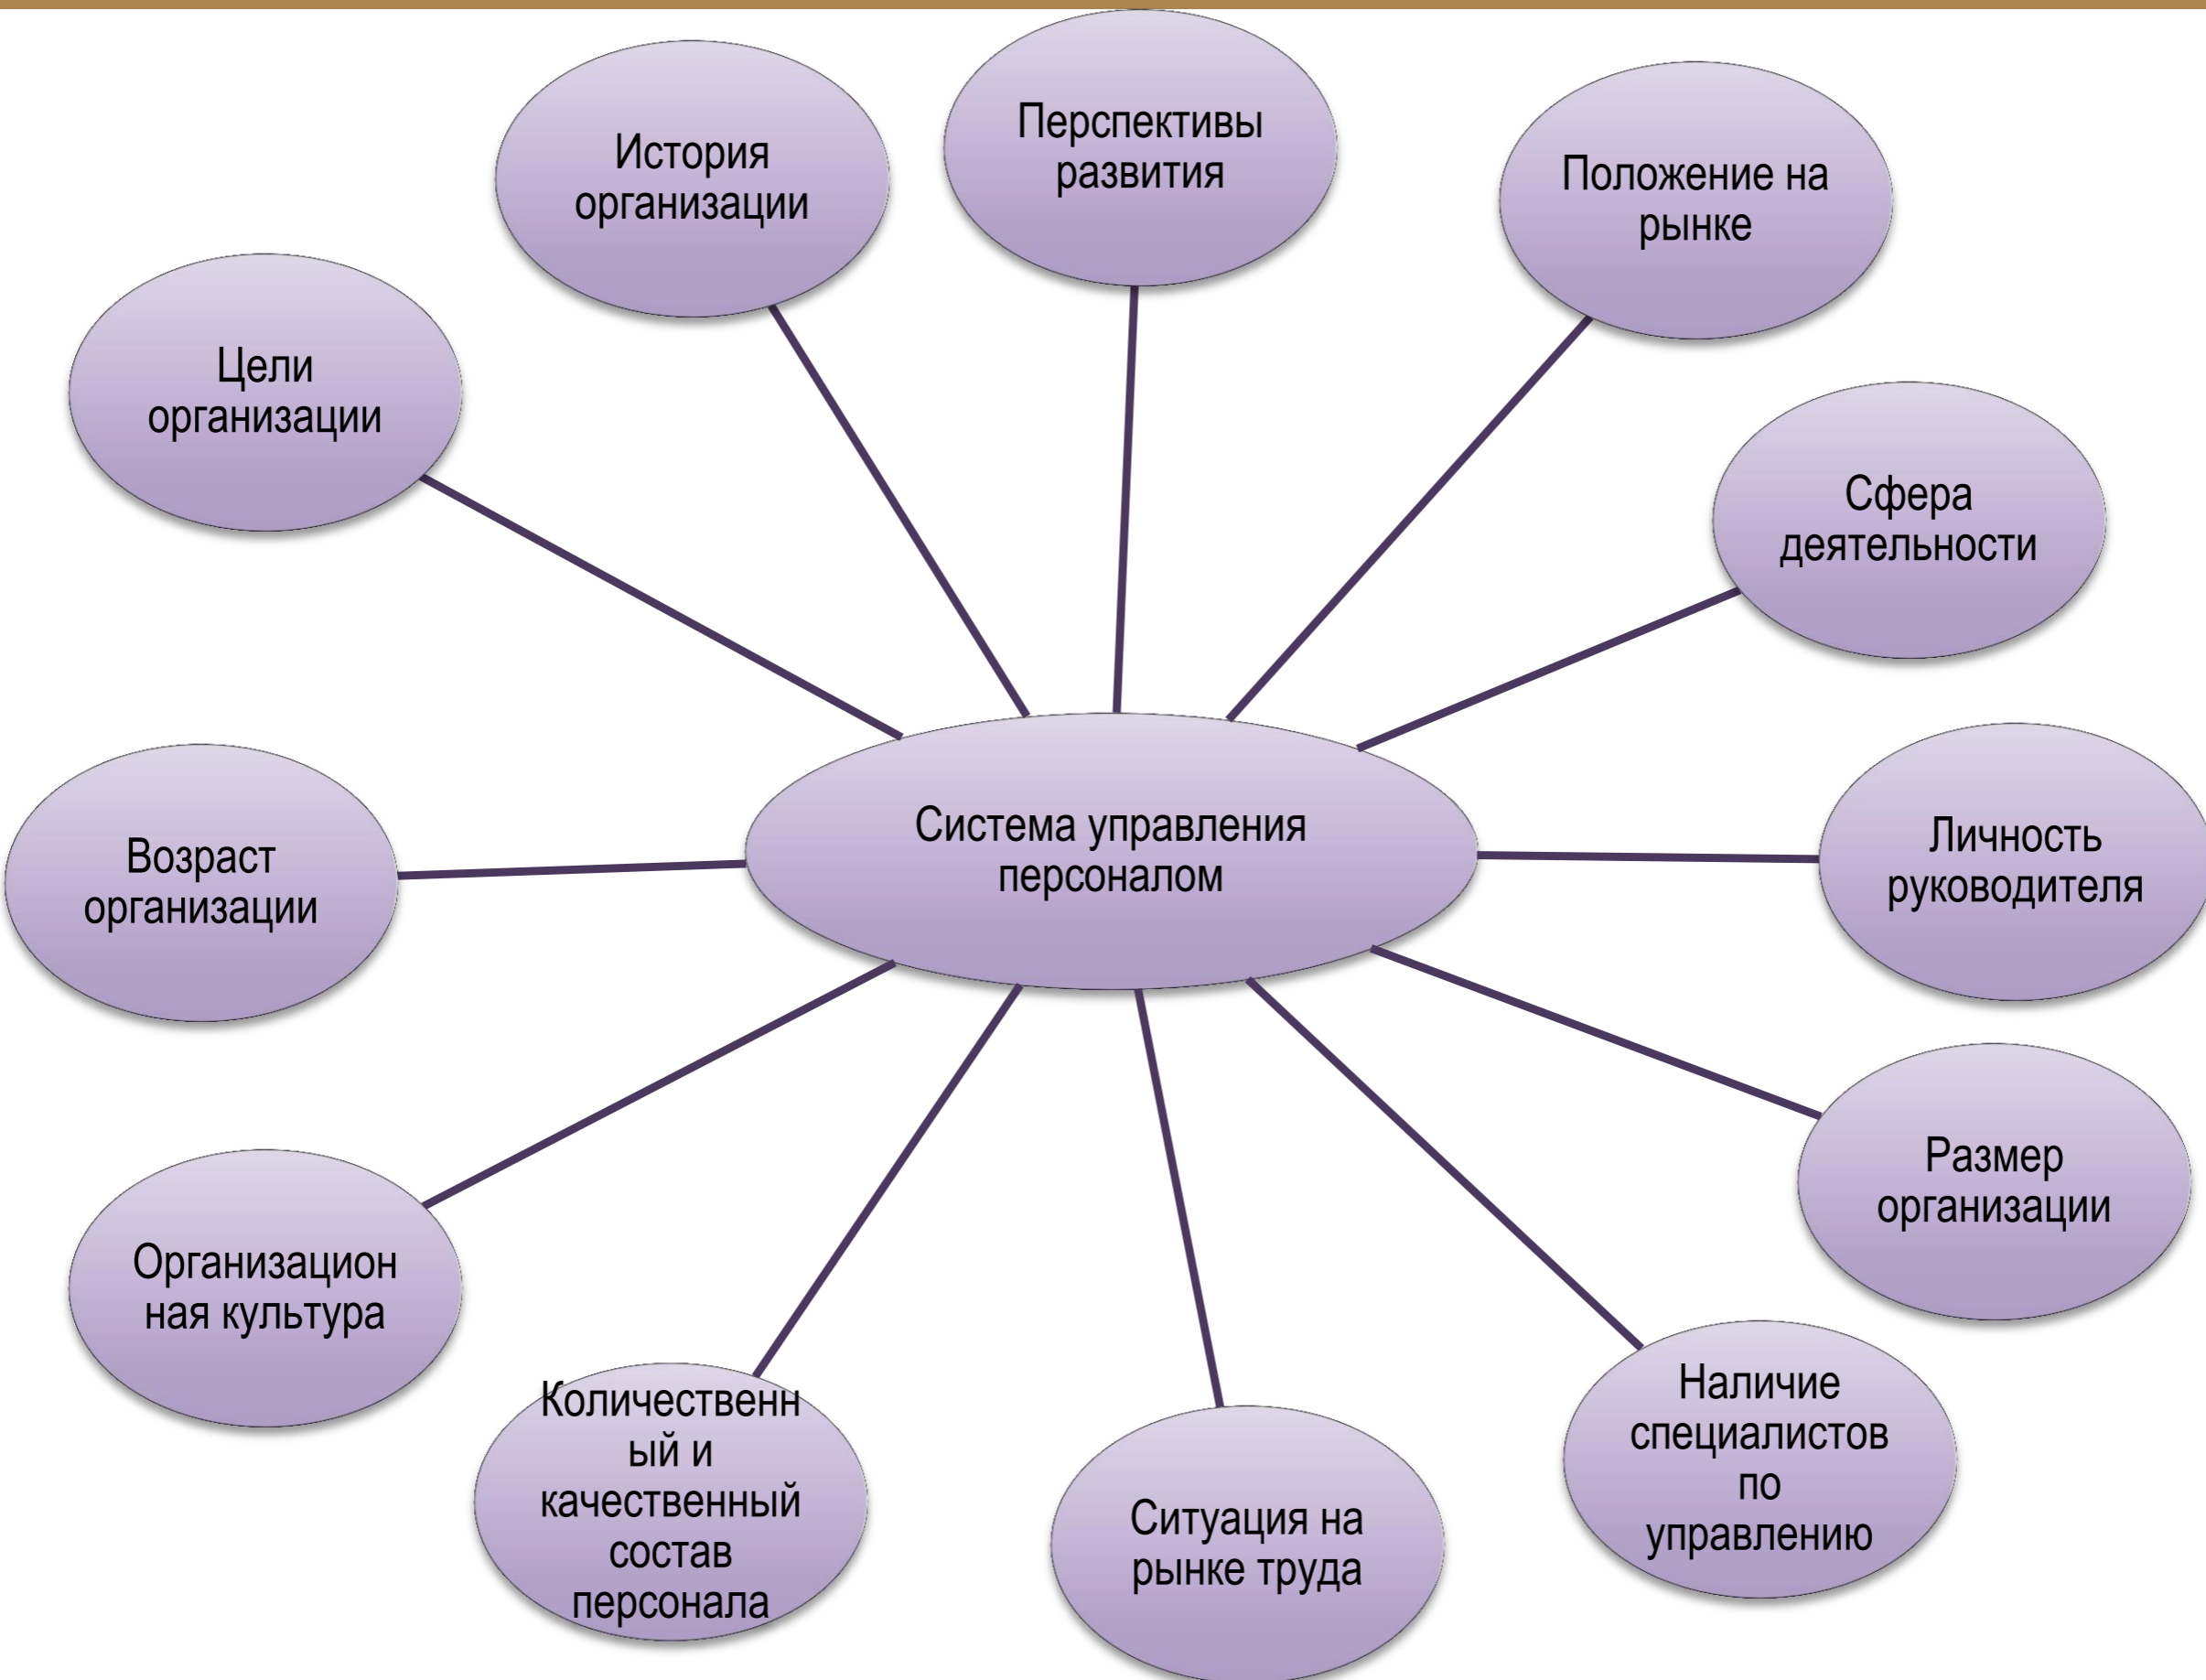 Перспективы
развития
История
организации
Положение на
рынке
Цели
организации
Сфера
деятельности
Система управления
персоналом
Личность
руководителя
Возраст
организации
Размер
организации
Организацион
ная культура
Количественн
ый и
качественный
состав
персонала
Ситуация на
рынке труда
Наличие
специалистов
по
управлению